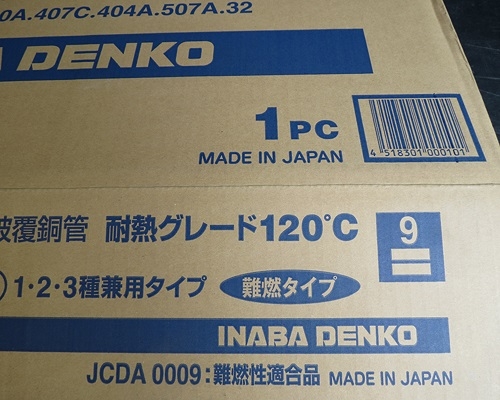 0A.407C.404A.507A.32
A DENKO
1PC
MADE IN JAPAN
4 518301 000101
被覆銅管 耐熱グレード120°C
9
1・2・3種兼用タイプ 難燃タイプ
INABA DENKO
JCDA 0009:難燃性適合品 MADE IN JAPAN